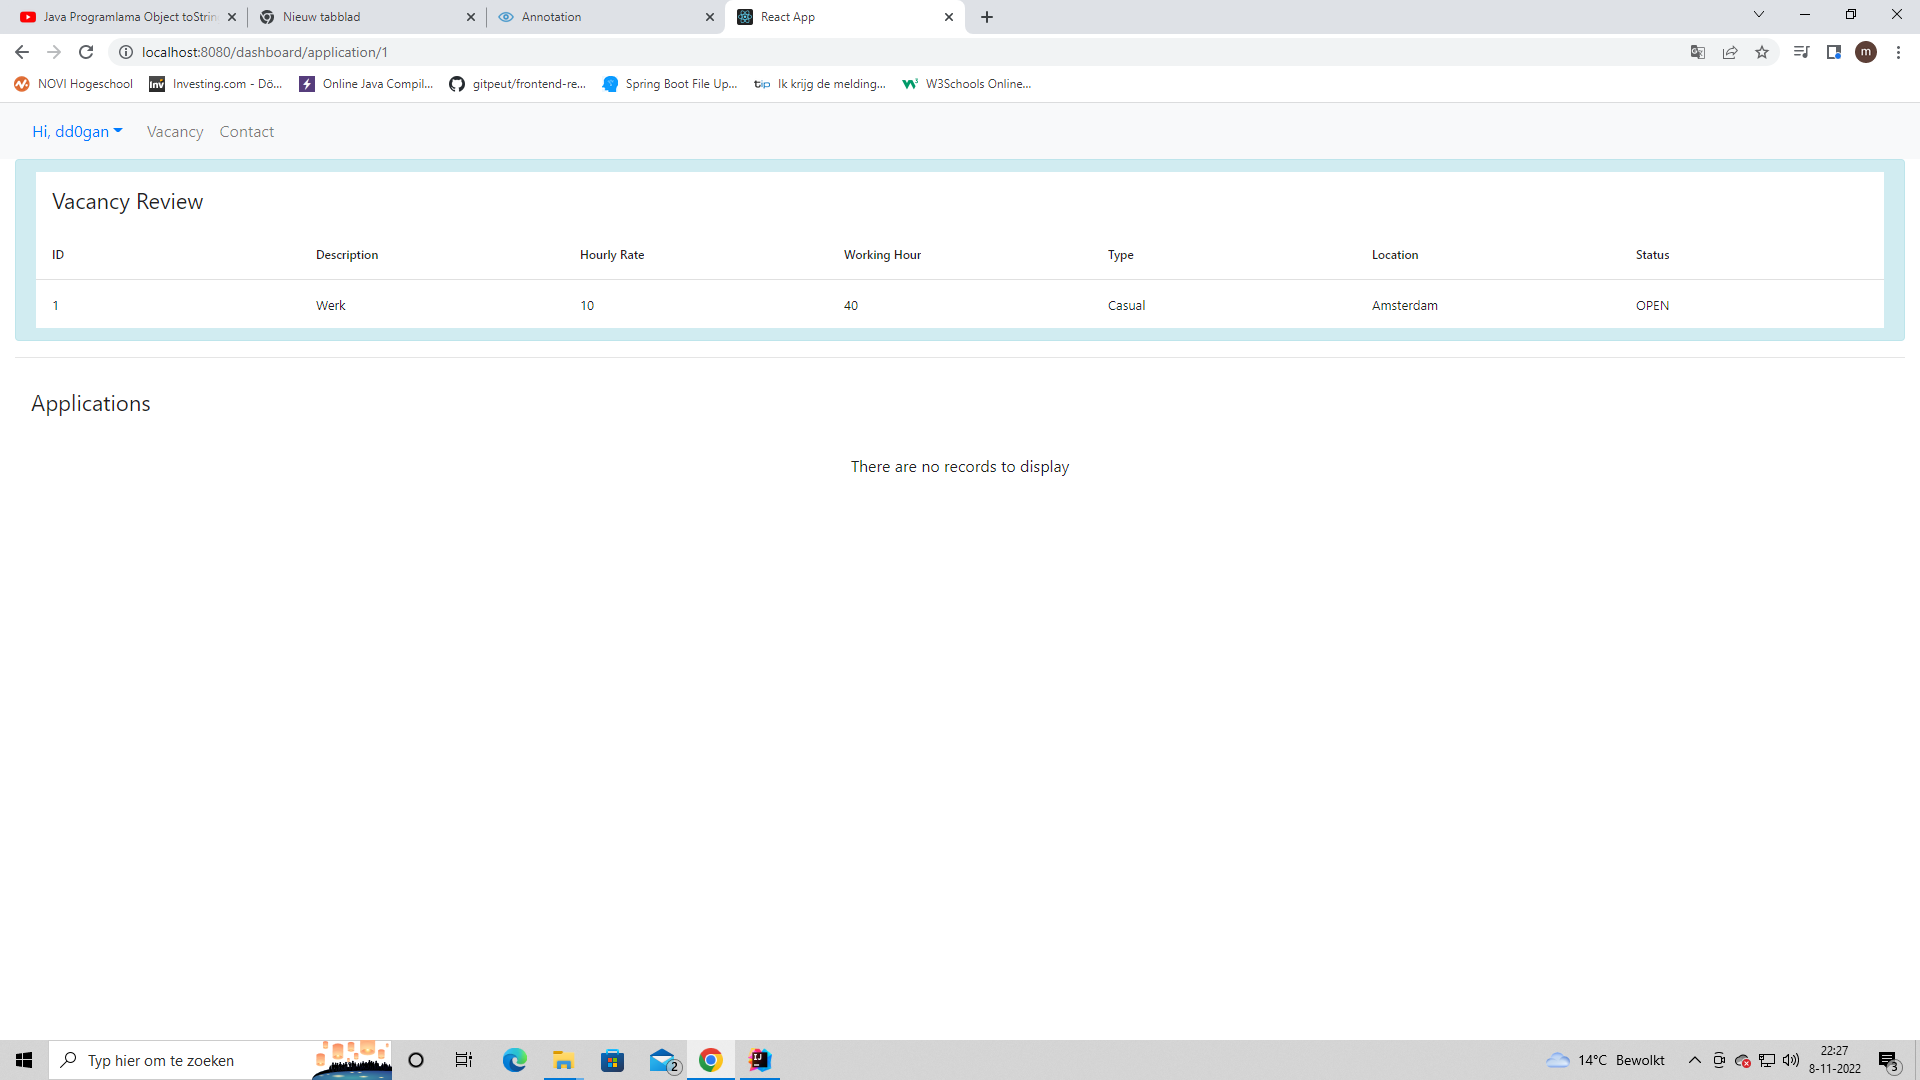 Java Programlama Object toStrin
Nieuw tabblad
Annotation
React App
localhost:8080/dashboard/application/1
m
NOVI Hogeschool
Inv Investing.com - Dö...
Online Java Compil...
gitpeut/frontend-re...
Spring Boot File Up...
tip Ik krijg de melding...
W3Schools Online...
Hi, dd0gan Vacancy Contact
Vacancy Review
ID Description Hourly Rate Working Hour Type Location Status
1 Werk 10 40 Casual Amsterdam OPEN
Applications
There are no records to display
Typ hier om te zoeken
2
IJ
14°C Bewolkt
22:27
8-11-2022
3